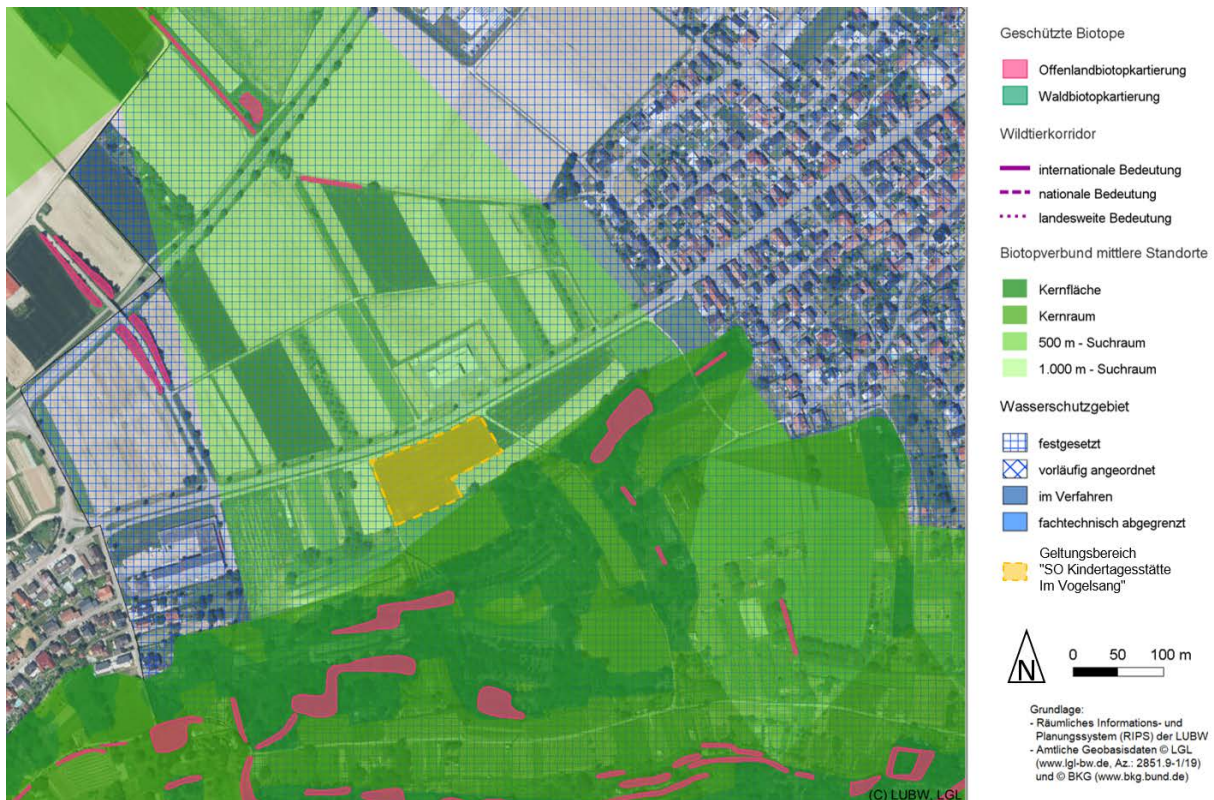 Geschützte Biotope
Offenlandbiotopkartierung
Waldbiotopkartierung
Wildtierkorridor
internationale Bedeutung
nationale Bedeutung
landesweite Bedeutung
Biotopverbund mittlere Standorte
Kernfläche
Kernraum
500 m - Suchraum
1.000 m - Suchraum
Wasserschutzgebiet
festgesetzt
vorläufig angeordnet
im Verfahren
fachtechnisch abgegrenzt
Geltungsbereich
"SO Kindertagesstätte
Im Vogelsang"
N
0 50 100 m
Grundlage:
- Räumliches Informations- und
Planungssystem (RIPS) der LUBW
- Amtliche Geobasisdaten © LGL
(www.lgl-bw.de, Az.: 2851.9-1/19)
und © BKG (www.bkg.bund.de)
(C) LUBW, LGL